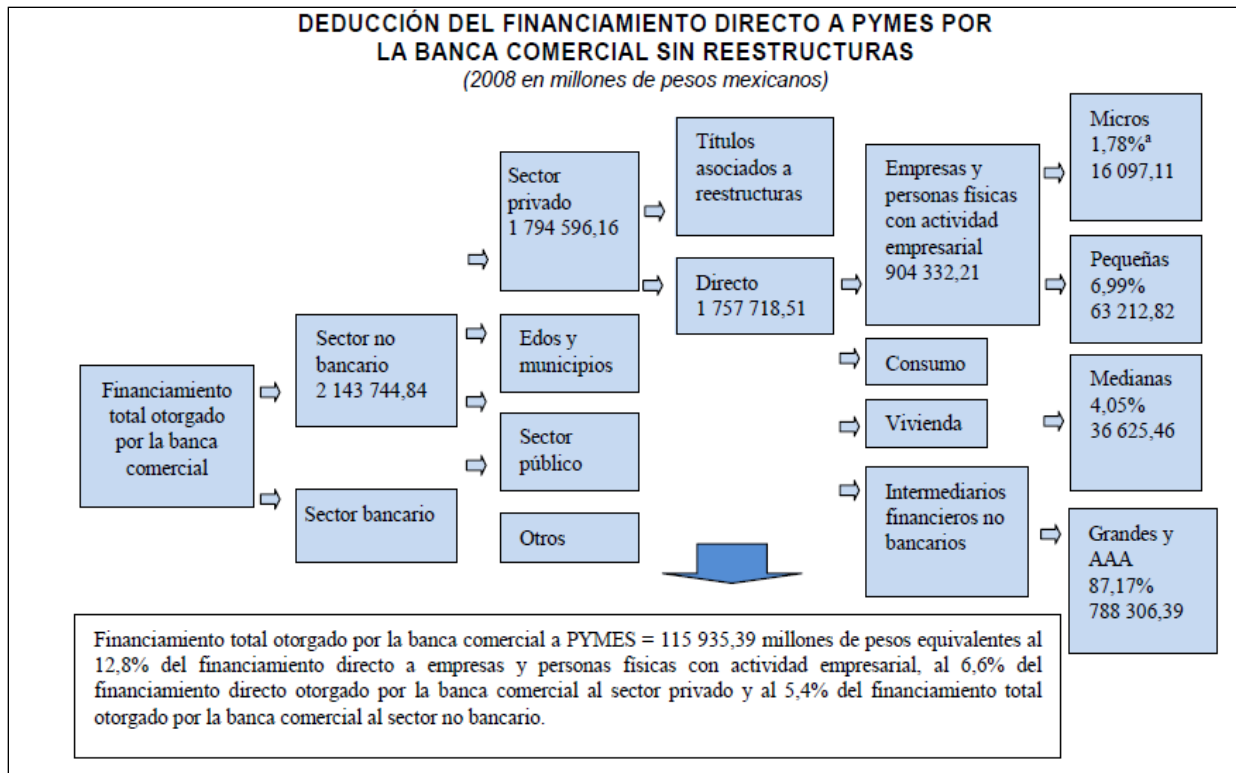 DEDUCCIÓN DEL FINANCIAMIENTO DIRECTO A PYMES POR
LA BANCA COMERCIAL SIN REESTRUCTURAS
(2008 en millones de pesos mexicanos)
Financiamiento
total otorgado
por la banca
comercial
Sector no
bancario
2 143 744,84
Sector bancario
Sector
privado
1 794 596,16
Edos y
municipios
Sector
público
Otros
Títulos
asociados a
reestructuras
Directo
1 757 718,51
Empresas y
personas físicas
con actividad
empresarial
904 332,21
Consumo
Vivienda
Intermediarios
financieros no
bancarios
Micros
1,78%ª
16 097,11
Pequeñas
6,99%
63 212,82
Medianas
4,05%
36 625,46
Grandes y
AAA
87,17%
788 306,39
Financiamiento total otorgado por la banca comercial a PYMES = 115 935,39 millones de pesos equivalentes al
12,8% del financiamiento directo a empresas y personas físicas con actividad empresarial, al 6,6% del
financiamiento directo otorgado por la banca comercial al sector privado y al 5,4% del financiamiento total
otorgado por la banca comercial al sector no bancario.